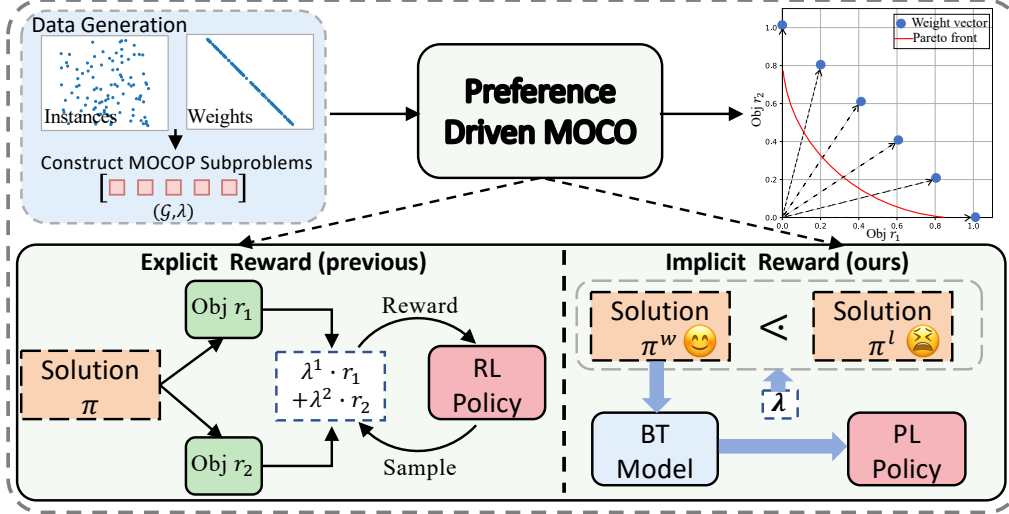 Data Generation
Instances
Weights
Construct MOCOP Subproblems
[ ]
(𝒢,λ)
Preference
Driven MOCO
Weight vector
Pareto front
Obj r₂
1.0
0.8
0.6
0.4
0.2
0.0
0.0 0.2 0.4 0.6 0.8 1.0
Obj r₁
Explicit Reward (previous)
Obj r₁
Solution
π
Obj r₂
λ¹ · r₁
+λ² · r₂
Reward
RL
Policy
Sample
Implicit Reward (ours)
Solution
πʷ 😊
⋖
Solution
πˡ 😫
λ
BT
Model
PL
Policy